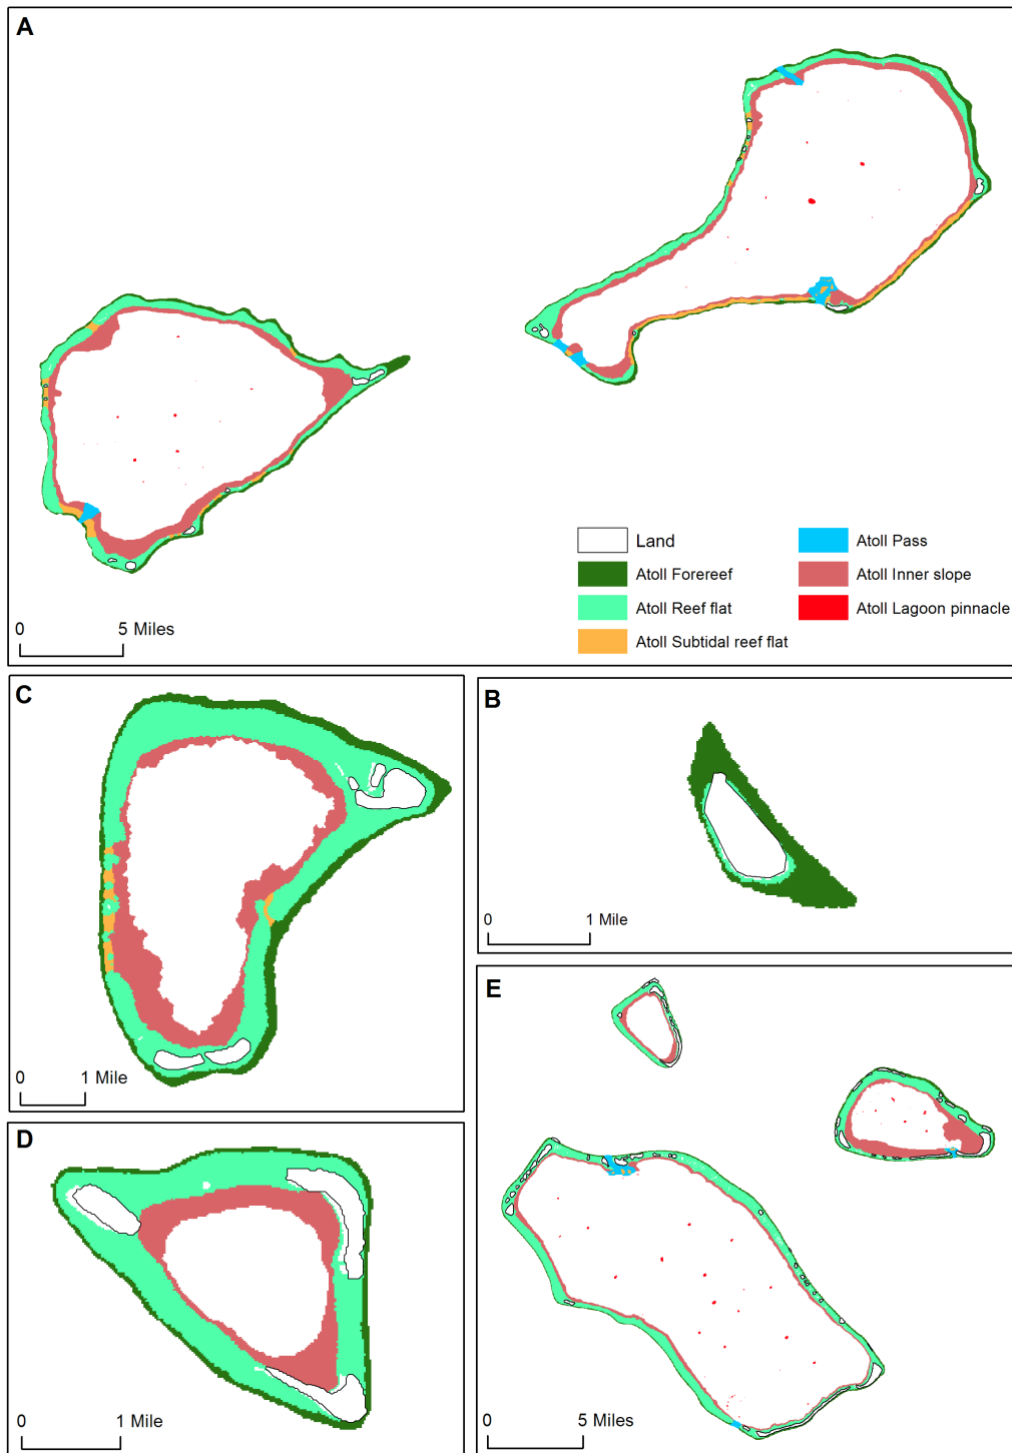 A
Land
Atoll Forereef
Atoll Reef flat
Atoll Subtidal reef flat
Atoll Pass
Atoll Inner slope
Atoll Lagoon pinnacle
0 5 Miles
C
0 1 Mile
B
0 1 Mile
D
0 1 Mile
E
0 5 Miles